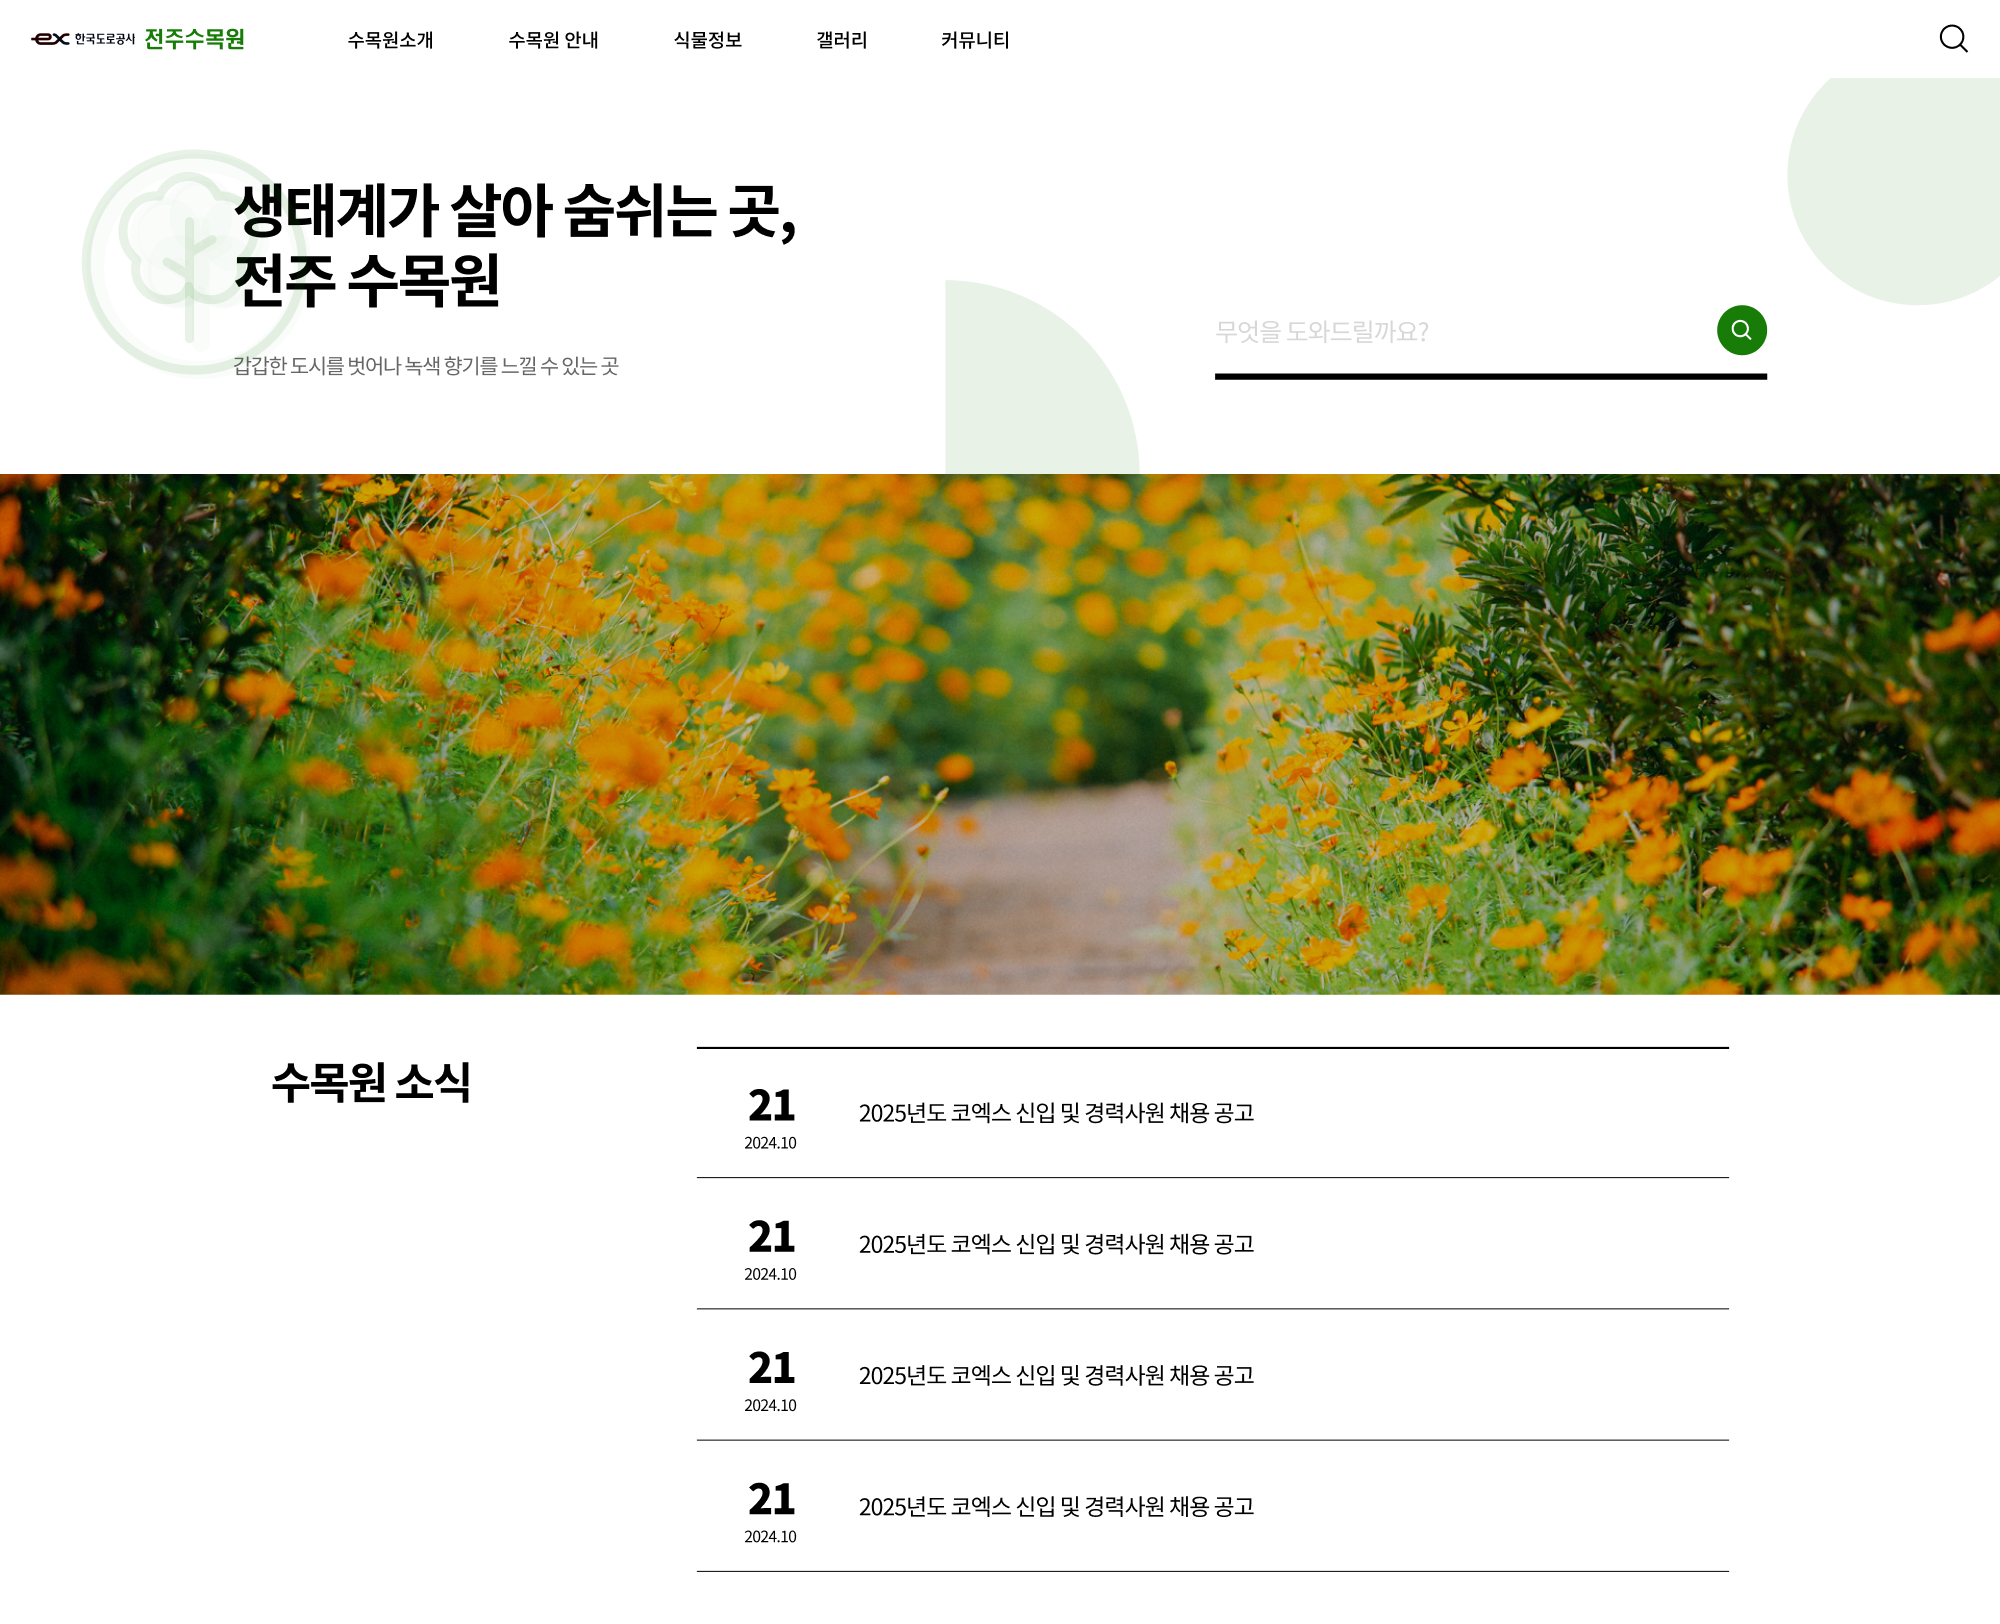 ex 한국도로공사 전주수목원
수목원소개 수목원 안내 식물정보 갤러리 커뮤니티
생태계가 살아 숨쉬는 곳,
전주 수목원
갑갑한 도시를 벗어나 녹색 향기를 느낄 수 있는 곳
무엇을 도와드릴까요?
수목원 소식
21
2024.10
2025년도 코엑스 신입 및 경력사원 채용 공고
21
2024.10
2025년도 코엑스 신입 및 경력사원 채용 공고
21
2024.10
2025년도 코엑스 신입 및 경력사원 채용 공고
21
2024.10
2025년도 코엑스 신입 및 경력사원 채용 공고